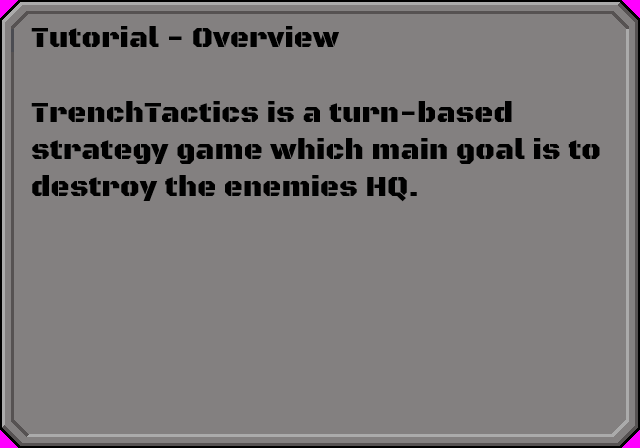 Tutorial - Overview
TrenchTactics is a turn-based
strategy game which main goal is to
destroy the enemies HQ.